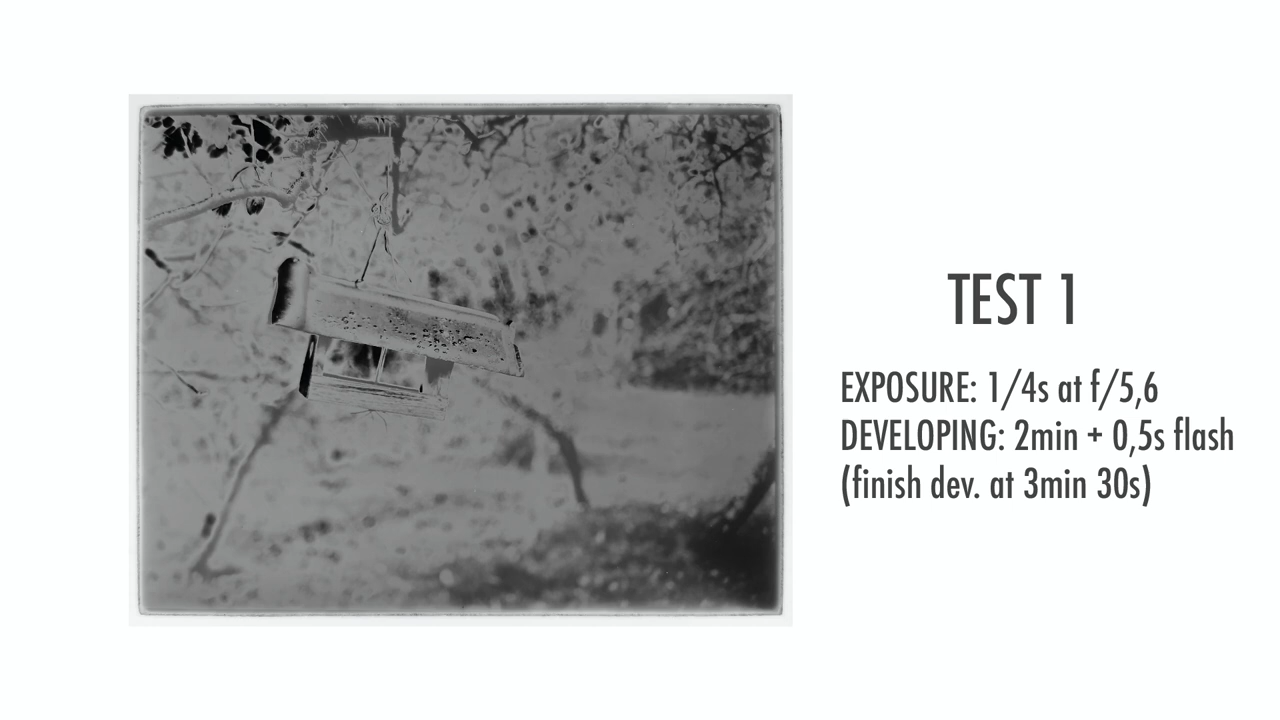 TEST 1
EXPOSURE: 1/4s at f/5,6
DEVELOPING: 2min + 0,5s flash
(finish dev. at 3min 30s)